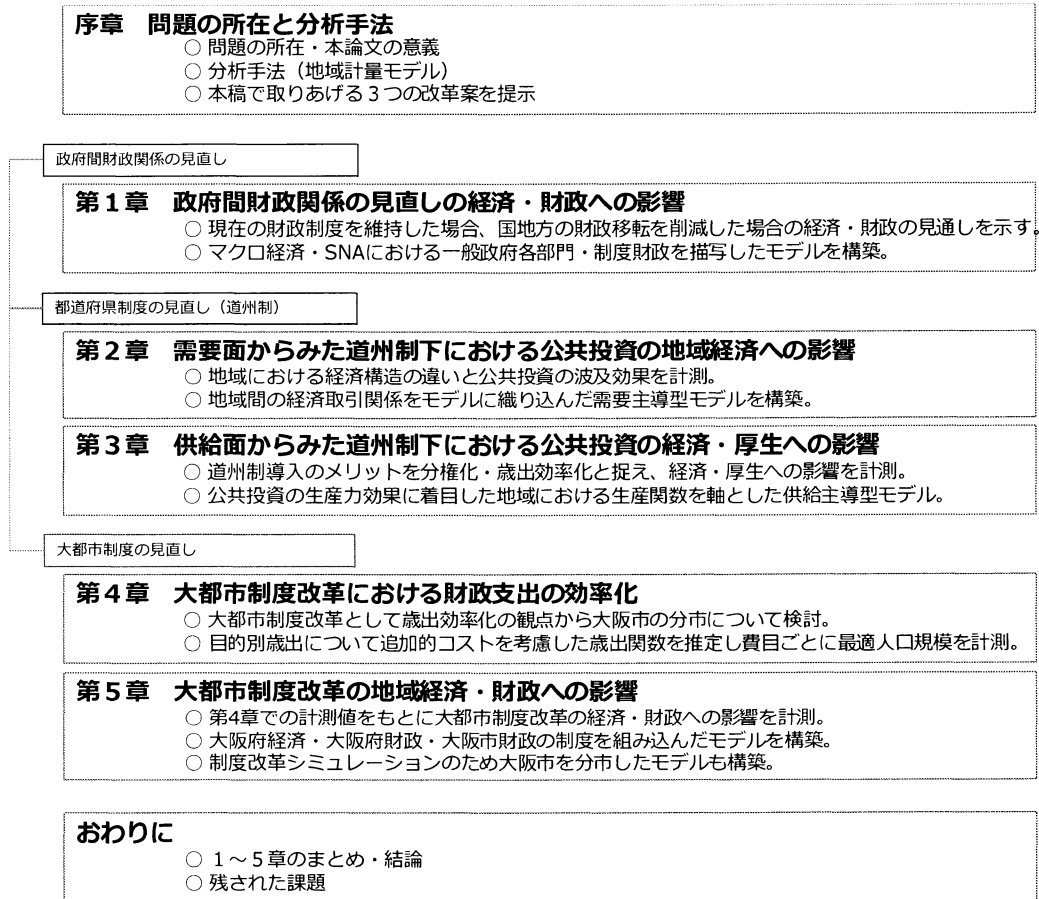 序章　問題の所在と分析手法
○ 問題の所在・本論文の意義
○ 分析手法（地域計量モデル）
○ 本稿で取りあげる３つの改革案を提示
政府間財政関係の見直し
第１章　政府間財政関係の見直しの経済・財政への影響
○ 現在の財政制度を維持した場合、国地方の財政移転を削減した場合の経済・財政の見通しを示す。
○ マクロ経済・SNAにおける一般政府各部門・制度財政を描写したモデルを構築。
都道府県制度の見直し（道州制）
第２章　需要面からみた道州制下における公共投資の地域経済への影響
○ 地域における経済構造の違いと公共投資の波及効果を計測。
○ 地域間の経済取引関係をモデルに織り込んだ需要主導型モデルを構築。
第３章　供給面からみた道州制下における公共投資の経済・厚生への影響
○ 道州制導入のメリットを分権化・歳出効率化と捉え、経済・厚生への影響を計測。
○ 公共投資の生産力効果に着目した地域における生産関数を軸とした供給主導型モデル。
大都市制度の見直し
第４章　大都市制度改革における財政支出の効率化
○ 大都市制度改革として歳出効率化の観点から大阪市の分市について検討。
○ 目的別歳出について追加的コストを考慮した歳出関数を推定し費目ごとに最適人口規模を計測。
第５章　大都市制度改革の地域経済・財政への影響
○ 第4章での計測値をもとに大都市制度改革の経済・財政への影響を計測。
○ 大阪府経済・大阪府財政・大阪市財政の制度を組み込んだモデルを構築。
○ 制度改革シミュレーションのため大阪市を分市したモデルも構築。
おわりに
○ １～５章のまとめ・結論
○ 残された課題